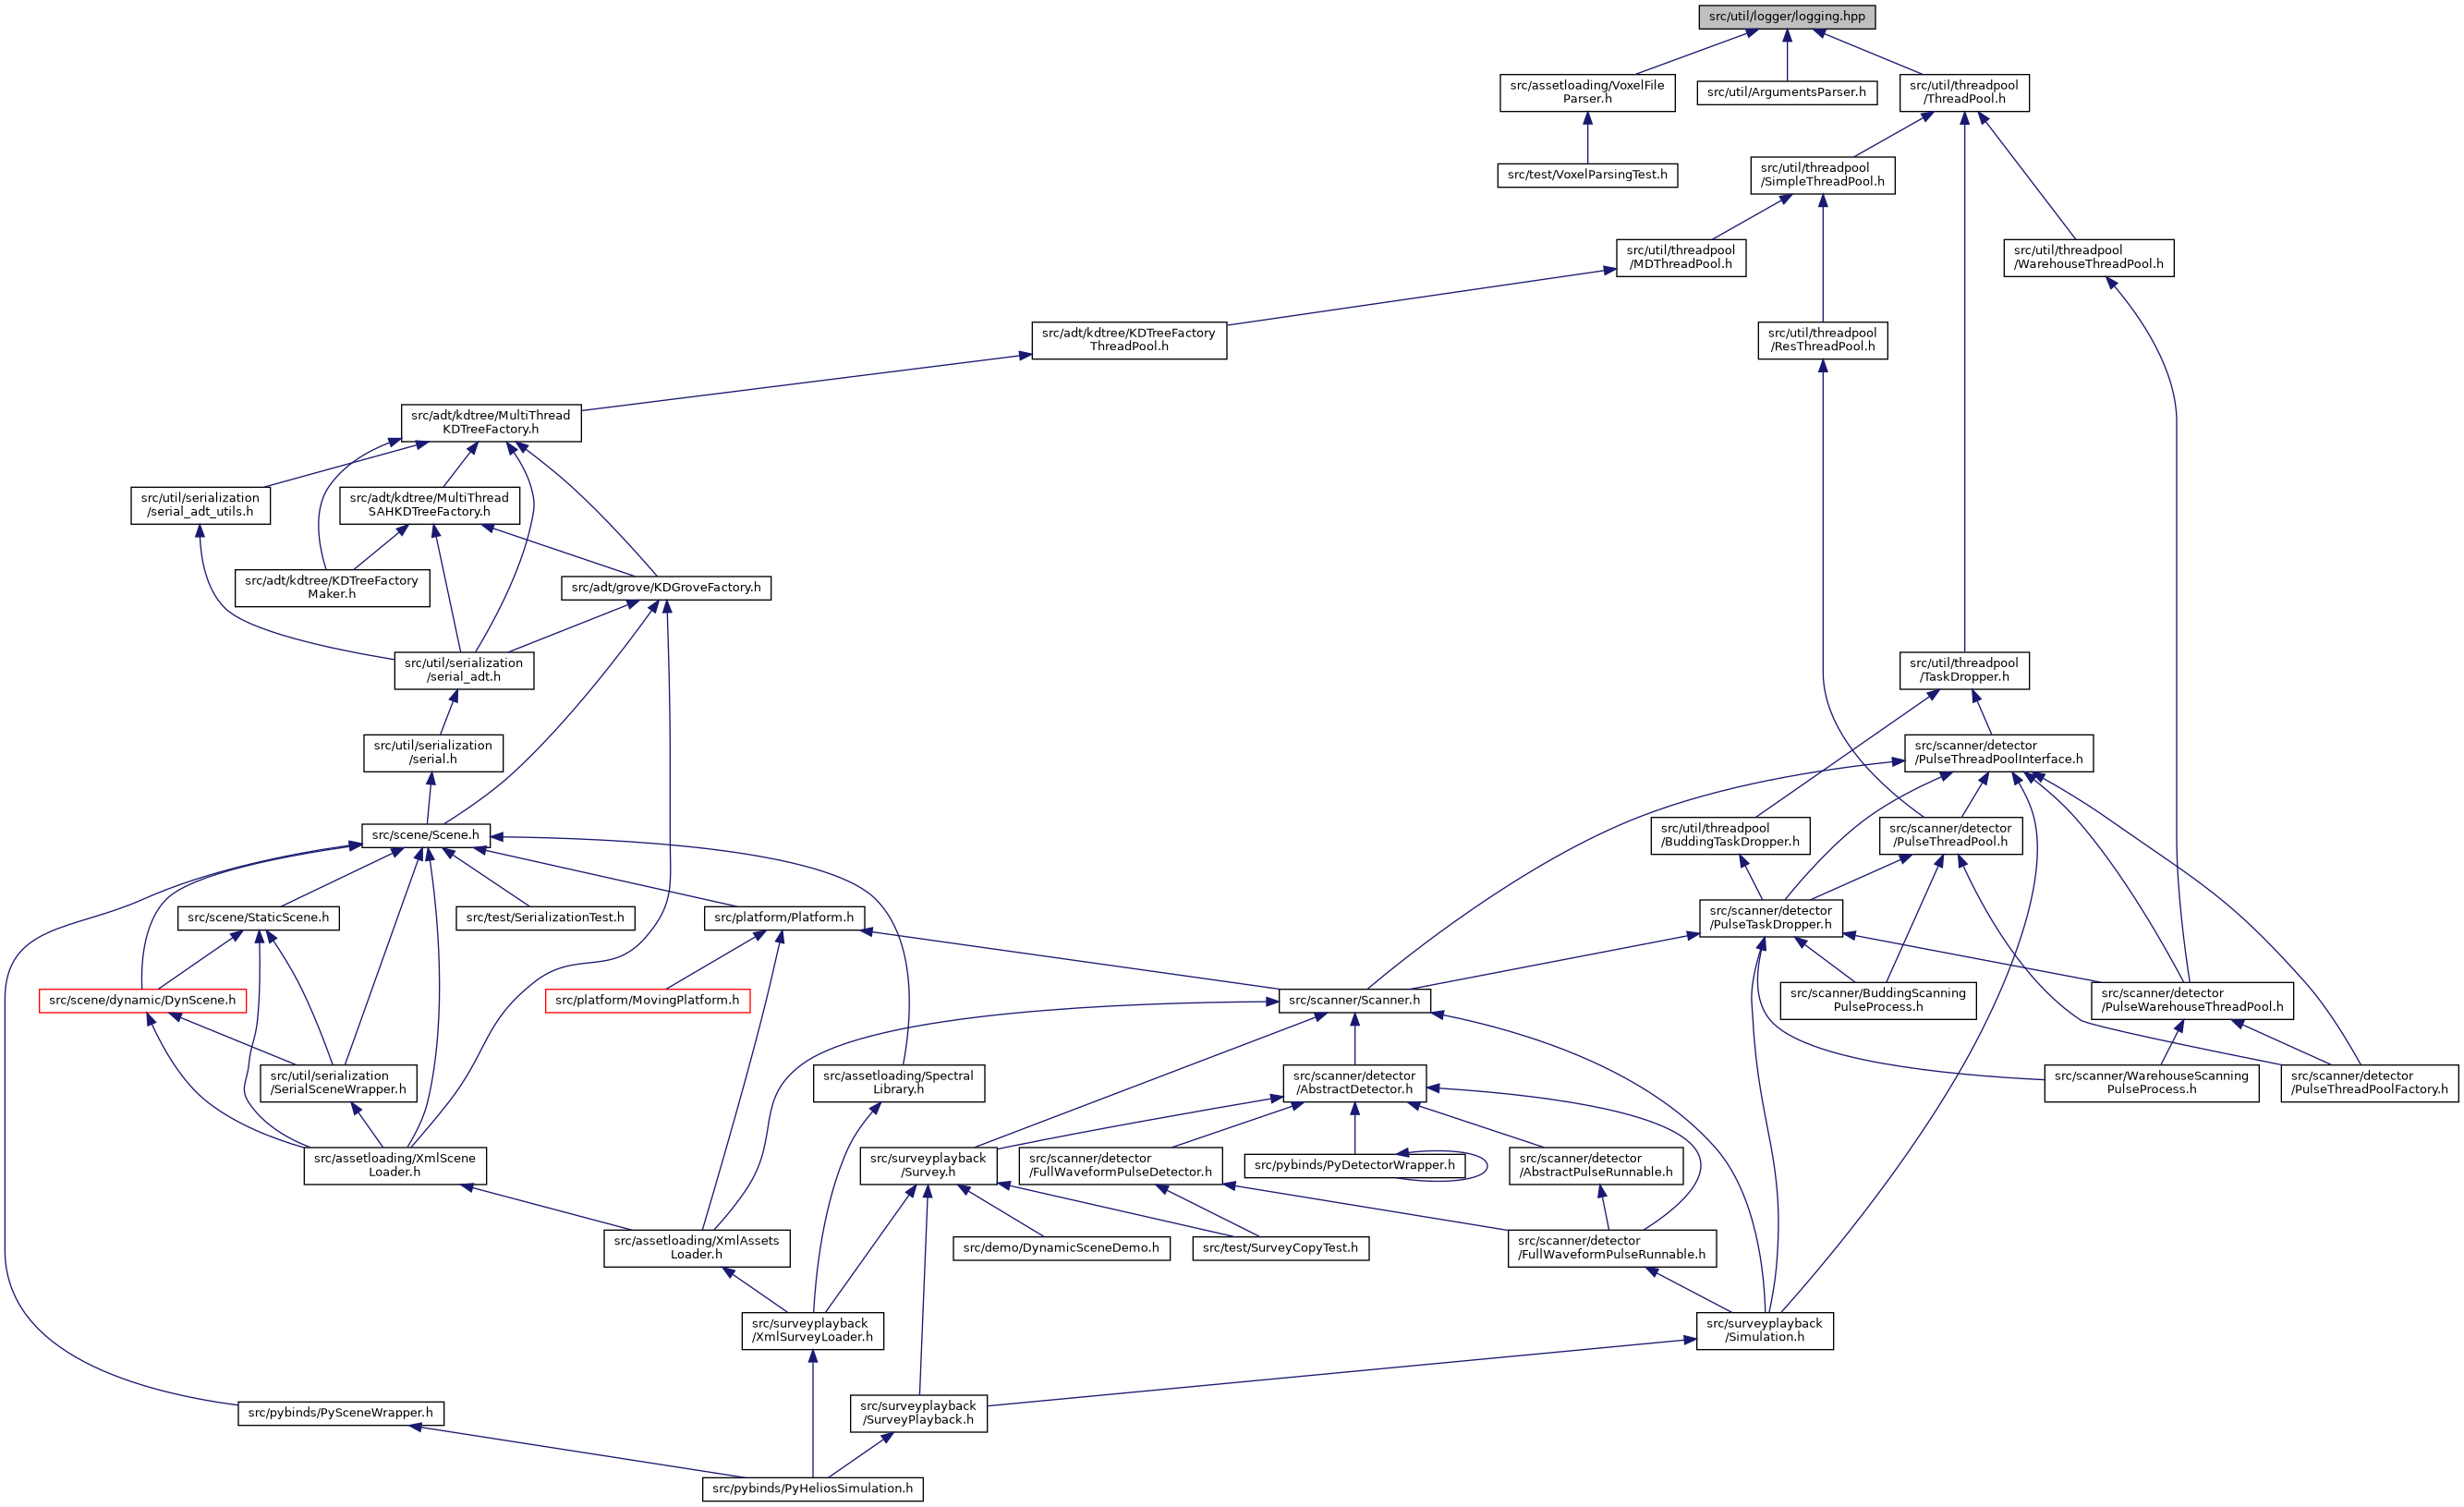 src/util/logger/logging.hpp
src/assetloading/VoxelFile
Parser.h
src/util/ArgumentsParser.h
src/util/threadpool
/ThreadPool.h
src/test/VoxelParsingTest.h
src/util/threadpool
/SimpleThreadPool.h
src/util/threadpool
/MDThreadPool.h
src/util/threadpool
/WarehouseThreadPool.h
src/adt/kdtree/KDTreeFactory
ThreadPool.h
src/util/threadpool
/ResThreadPool.h
src/adt/kdtree/MultiThread
KDTreeFactory.h
src/util/serialization
/serial_adt_utils.h
src/adt/kdtree/MultiThread
SAHKDTreeFactory.h
src/adt/kdtree/KDTreeFactory
Maker.h
src/adt/grove/KDGroveFactory.h
src/util/serialization
/serial_adt.h
src/util/threadpool
/TaskDropper.h
src/util/serialization
/serial.h
src/scanner/detector
/PulseThreadPoolInterface.h
src/scene/Scene.h
src/util/threadpool
/BuddingTaskDropper.h
src/scanner/detector
/PulseThreadPool.h
src/scene/StaticScene.h
src/test/SerializationTest.h
src/platform/Platform.h
src/scanner/detector
/PulseTaskDropper.h
src/scene/dynamic/DynScene.h
src/platform/MovingPlatform.h
src/scanner/Scanner.h
src/scanner/BuddingScanning
PulseProcess.h
src/scanner/detector
/PulseWarehouseThreadPool.h
src/util/serialization
/SerialSceneWrapper.h
src/assetloading/Spectral
Library.h
src/scanner/detector
/AbstractDetector.h
src/scanner/WarehouseScanning
PulseProcess.h
src/scanner/detector
/PulseThreadPoolFactory.h
src/assetloading/XmlScene
Loader.h
src/surveyplayback
/Survey.h
src/scanner/detector
/FullWaveformPulseDetector.h
src/pybinds/PyDetectorWrapper.h
src/scanner/detector
/AbstractPulseRunnable.h
src/assetloading/XmlAssets
Loader.h
src/demo/DynamicSceneDemo.h
src/test/SurveyCopyTest.h
src/scanner/detector
/FullWaveformPulseRunnable.h
src/surveyplayback
/XmlSurveyLoader.h
src/surveyplayback
/Simulation.h
src/pybinds/PySceneWrapper.h
src/surveyplayback
/SurveyPlayback.h
src/pybinds/PyHeliosSimulation.h